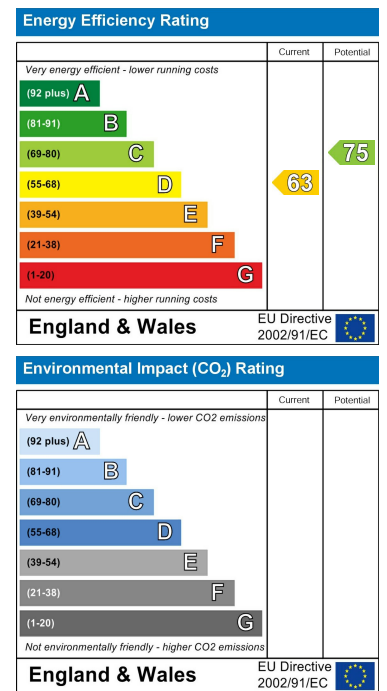 Energy Efficiency Rating
Current Potential
Very energy efficient - lower running costs
(92 plus) A
(81-91) B
(69-80) C
75
(55-68) D
63
(39-54) E
(21-38) F
(1-20) G
Not energy efficient - higher running costs
England & Wales
EU Directive
2002/91/EC
Environmental Impact (CO₂) Rating
Current Potential
Very environmentally friendly - lower CO2 emissions
(92 plus) A
(81-91) B
(69-80) C
(55-68) D
(39-54) E
(21-38) F
(1-20) G
Not environmentally friendly - higher CO2 emissions
England & Wales
EU Directive
2002/91/EC